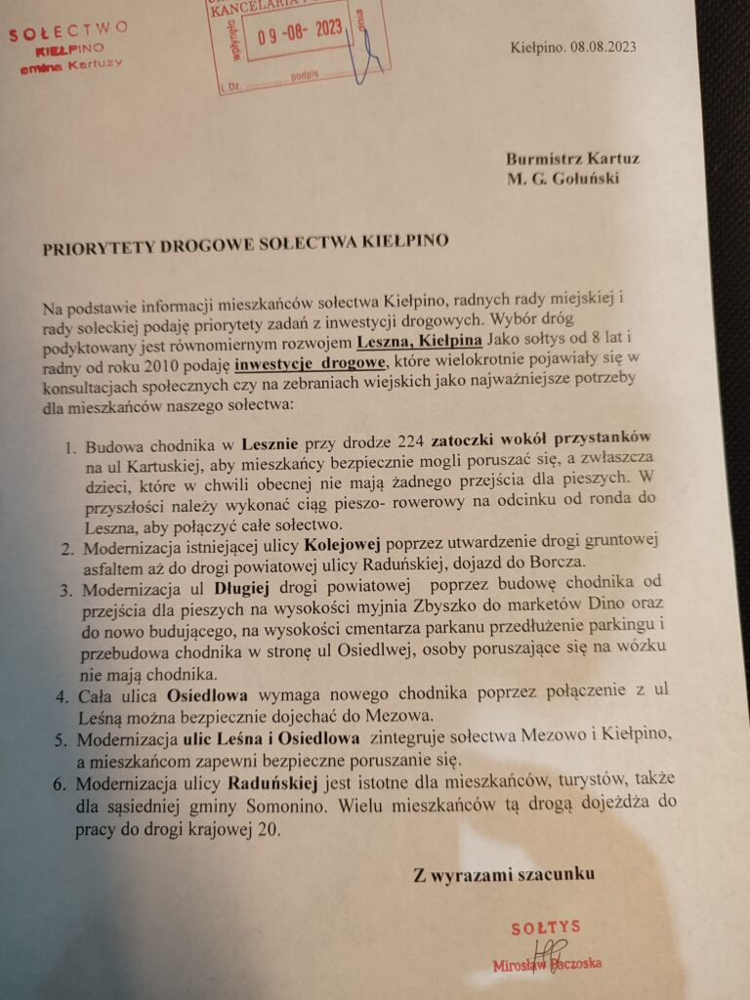 SOŁECTWO
KIEŁPINO
gmina Kartuzy
KANCELARIA
wpłynęło
09 -08- 2023
dnia
L. Dz. ............ podpis ............
Kiełpino. 08.08.2023
Burmistrz Kartuz
M. G. Gołuński
PRIORYTETY DROGOWE SOŁECTWA KIEŁPINO
Na podstawie informacji mieszkańców sołectwa Kiełpino, radnych rady miejskiej i
rady soleckiej podaję priorytety zadań z inwestycji drogowych. Wybór dróg
podyktowany jest równomiernym rozwojem Leszna, Kiełpina Jako sołtys od 8 lat i
radny od roku 2010 podaję inwestycje drogowe, które wielokrotnie pojawiały się w
konsultacjach społecznych czy na zebraniach wiejskich jako najważniejsze potrzeby
dla mieszkańców naszego sołectwa:
1. Budowa chodnika w Lesznie przy drodze 224 zatoczki wokół przystanków
na ul Kartuskiej, aby mieszkańcy bezpiecznie mogli poruszać się, a zwłaszcza
dzieci, które w chwili obecnej nie mają żadnego przejścia dla pieszych. W
przyszłości należy wykonać ciąg pieszo- rowerowy na odcinku od ronda do
Leszna, aby połączyć całe sołectwo.
2. Modernizacja istniejącej ulicy Kolejowej poprzez utwardzenie drogi gruntowej
asfaltem aż do drogi powiatowej ulicy Raduńskiej, dojazd do Borcza.
3. Modernizacja ul Długiej drogi powiatowej poprzez budowę chodnika od
przejścia dla pieszych na wysokości myjnia Zbyszko do marketów Dino oraz
do nowo budującego, na wysokości cmentarza parkanu przedłużenie parkingu i
przebudowa chodnika w stronę ul Osiedlwej, osoby poruszające się na wózku
nie mają chodnika.
4. Cała ulica Osiedlowa wymaga nowego chodnika poprzez połączenie z ul
Leśną można bezpiecznie dojechać do Mezowa.
5. Modernizacja ulic Leśna i Osiedlowa zintegruje sołectwa Mezowo i Kiełpino,
a mieszkańcom zapewni bezpieczne poruszanie się.
6. Modernizacja ulicy Raduńskiej jest istotne dla mieszkańców, turystów, także
dla sąsiedniej gminy Somonino. Wielu mieszkańców tą drogą dojeżdża do
pracy do drogi krajowej 20.
Z wyrazami szacunku
SOŁTYS
Mirosław Paczoska